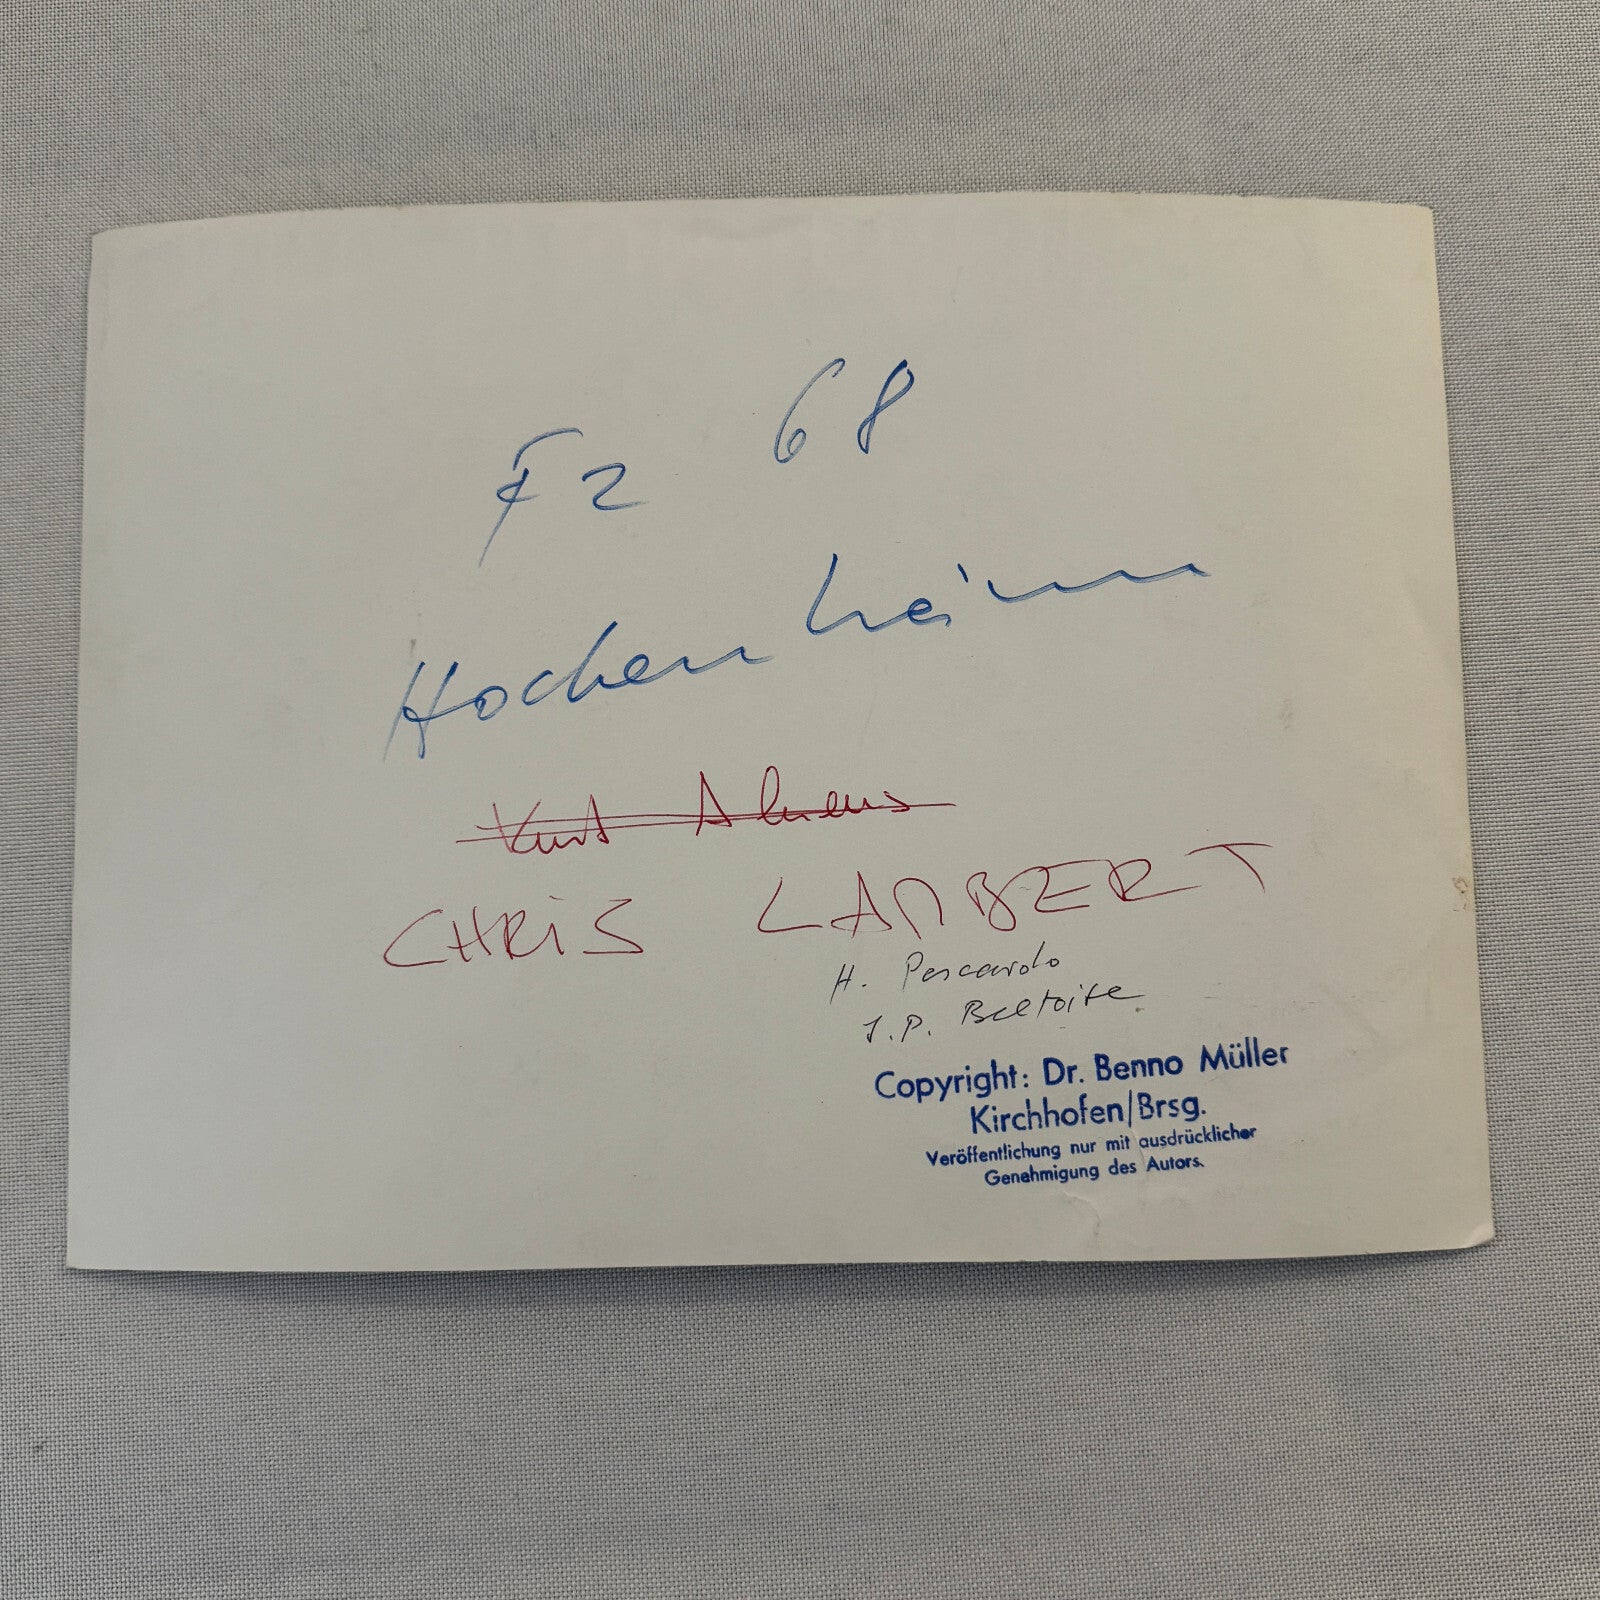 F2 68
Hockenheim
Kurt Ahrens
CHRIS LAMBERT
H. Pescarolo
J.P. Beltoise
Copyright: Dr. Benno Müller
Kirchhofen/Brsg.
Veröffentlichung nur mit ausdrücklicher
Genehmigung des Autors.